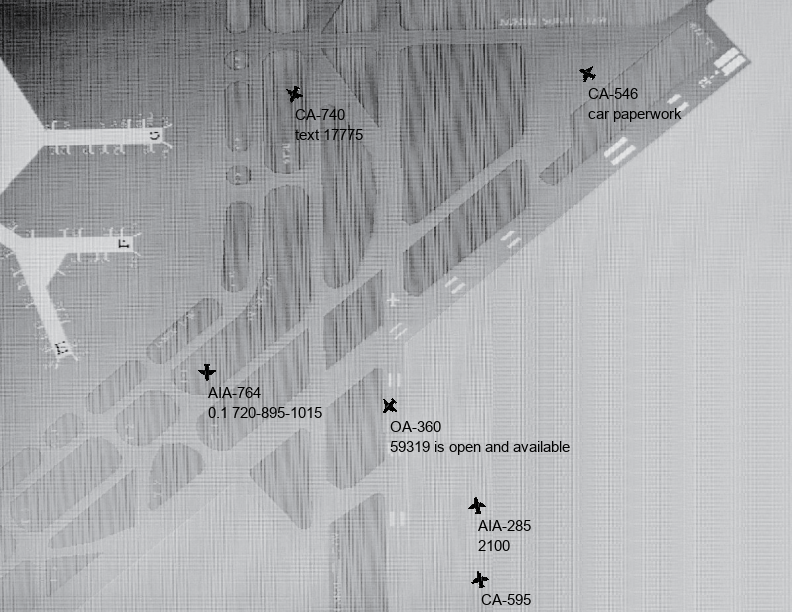 CA-546
car paperwork
CA-740
text 17775
AIA-764
0.1 720-895-1015
OA-360
59319 is open and available
AIA-285
2100
CA-595